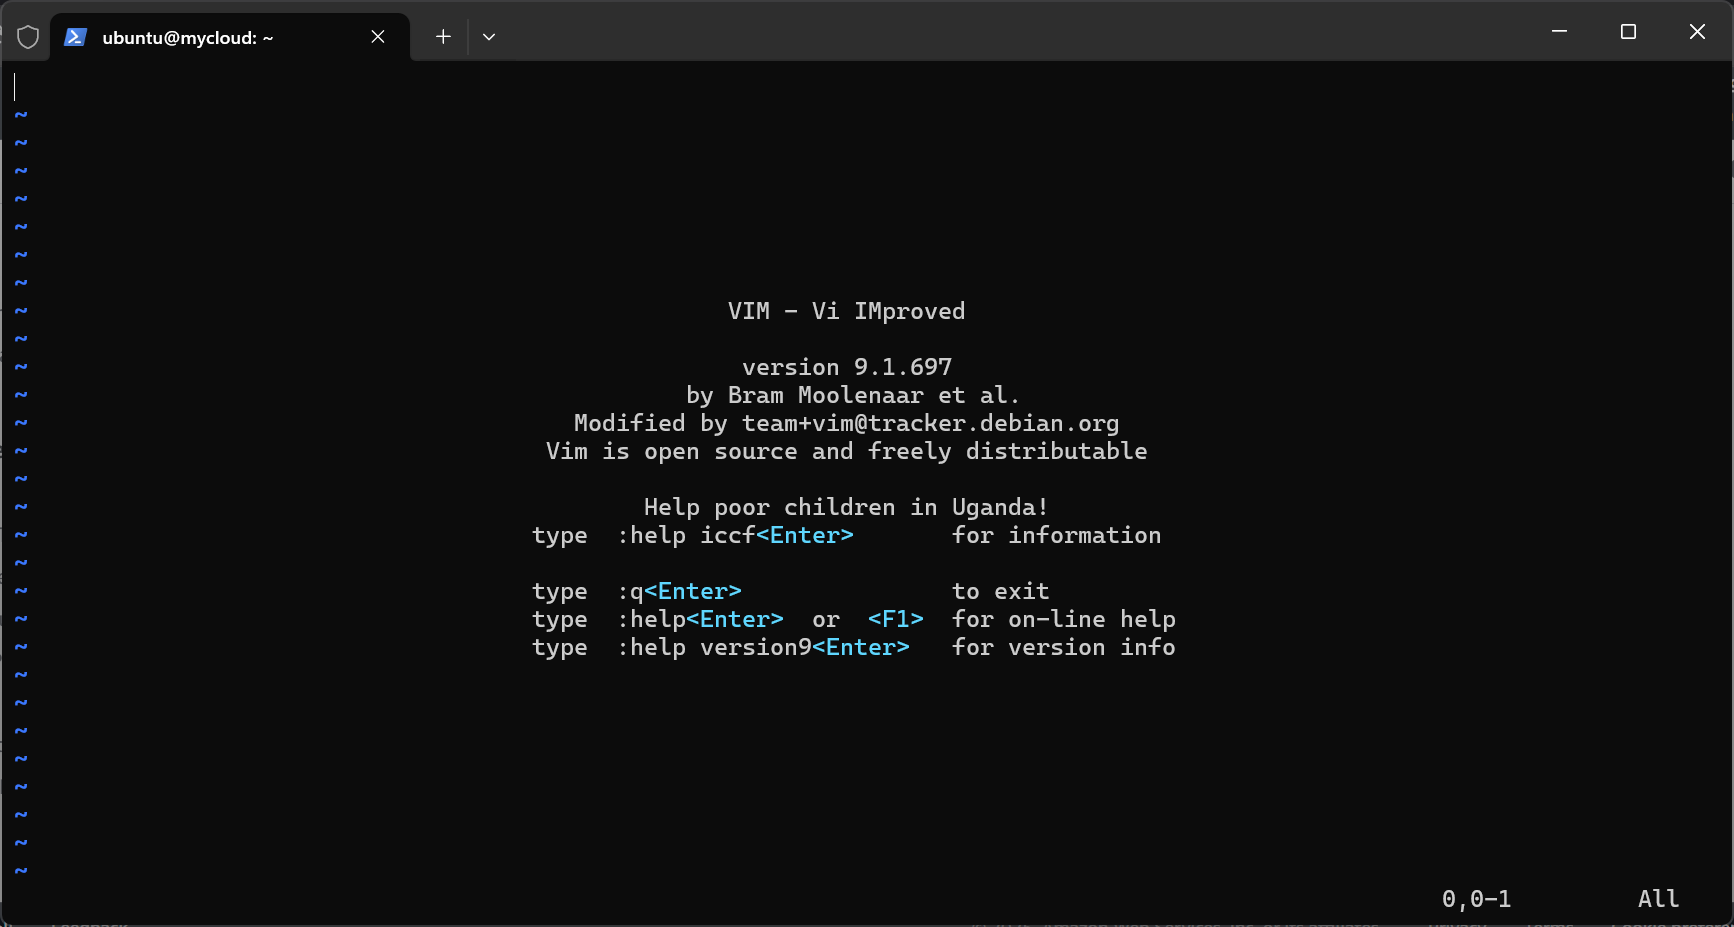 ubuntu@mycloud: ~
~
~
~
~
~
~
~
~ VIM - Vi IMproved
~
~ version 9.1.697
~ by Bram Moolenaar et al.
~ Modified by team+vim@tracker.debian.org
~ Vim is open source and freely distributable
~
~ Help poor children in Uganda!
~ type :help iccf<Enter> for information
~
~ type :q<Enter> to exit
~ type :help<Enter> or <F1> for on-line help
~ type :help version9<Enter> for version info
~
~
~
~
~
~
~
~
0,0-1 All